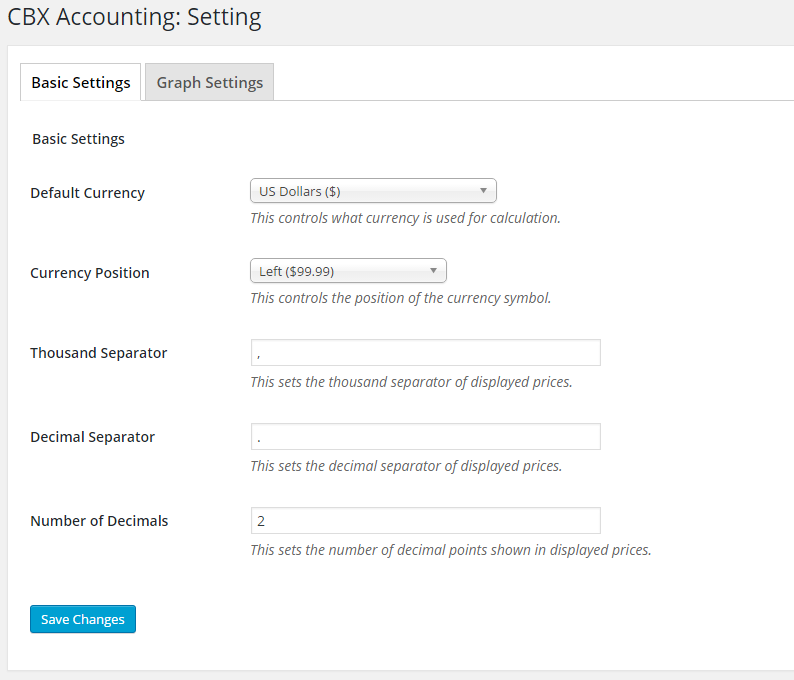 CBX Accounting: Setting
Basic Settings Graph Settings
Basic Settings
Default Currency US Dollars ($)
This controls what currency is used for calculation.
Currency Position Left ($99.99)
This controls the position of the currency symbol.
Thousand Separator ,
This sets the thousand separator of displayed prices.
Decimal Separator .
This sets the decimal separator of displayed prices.
Number of Decimals 2
This sets the number of decimal points shown in displayed prices.
Save Changes